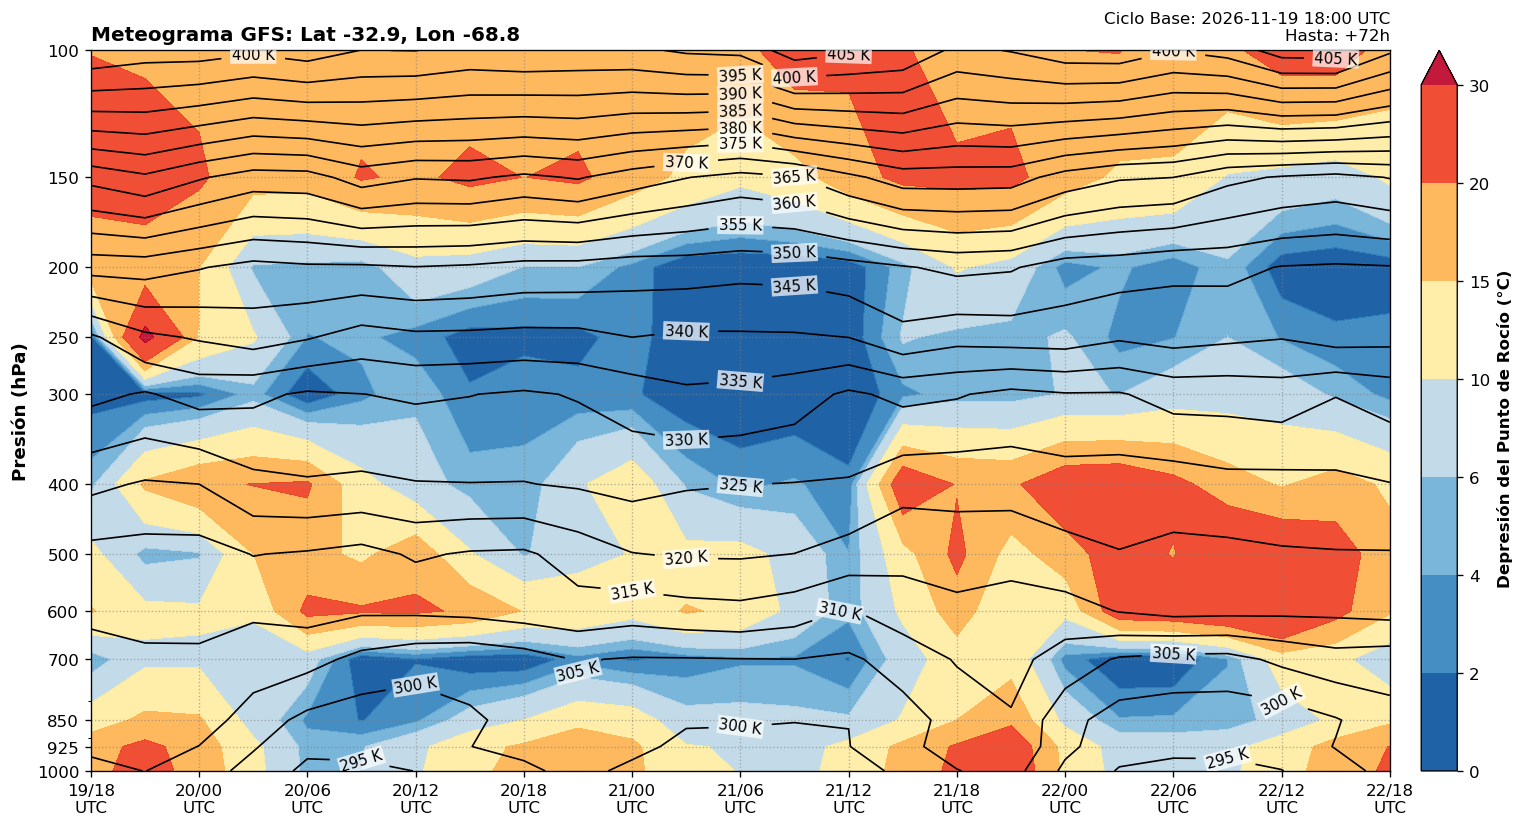 Ciclo Base: 2026-11-19 18:00 UTC
Meteograma GFS: Lat -32.9, Lon -68.8
Hasta: +72h
Presión (hPa)
100
150
200
250
300
400
500
600
700
850
925
1000
400 K
405 K
400 K
405 K
395 K
400 K
390 K
385 K
380 K
375 K
370 K
365 K
360 K
355 K
350 K
345 K
340 K
335 K
330 K
325 K
320 K
315 K
310 K
305 K
305 K
300 K
300 K
300 K
295 K
295 K
19/18 UTC
20/00 UTC
20/06 UTC
20/12 UTC
20/18 UTC
21/00 UTC
21/06 UTC
21/12 UTC
21/18 UTC
22/00 UTC
22/06 UTC
22/12 UTC
22/18 UTC
30
20
15
10
6
4
2
0
Depresión del Punto de Rocío (°C)